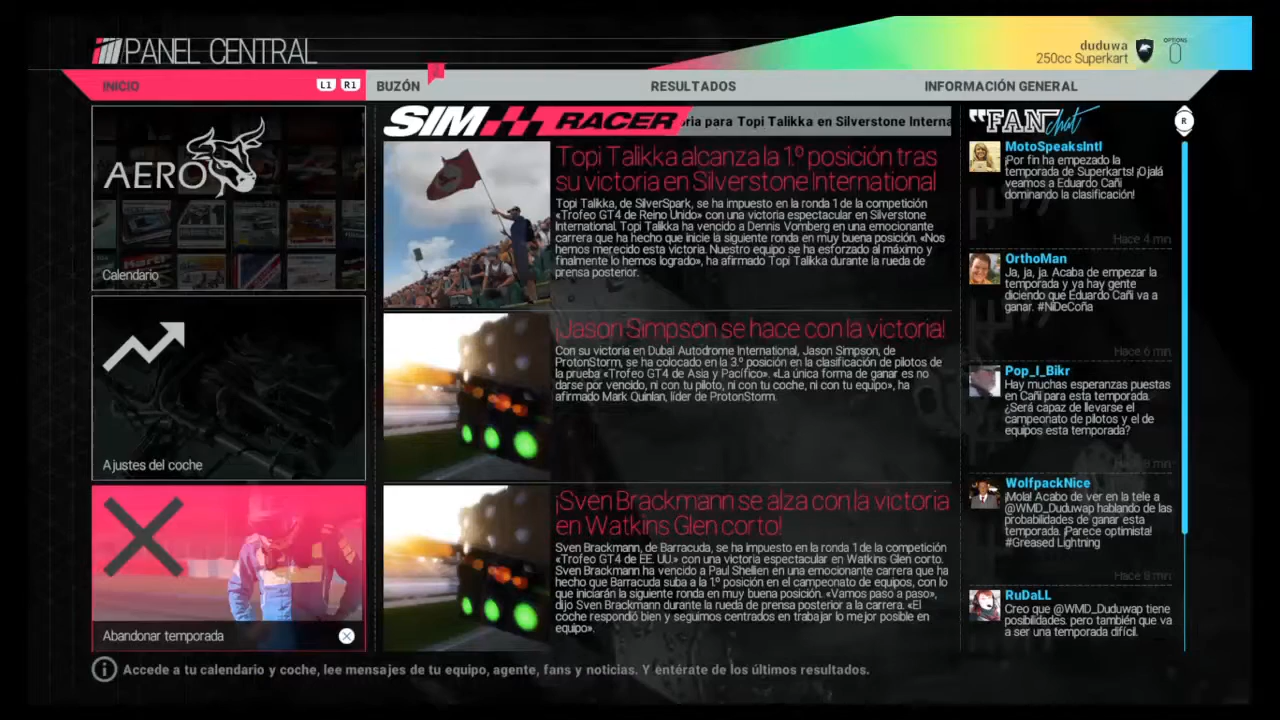 PANEL CENTRAL
duduwa
250cc Superkart
OPTIONS
INICIO
L1 R1
BUZÓN
RESULTADOS
INFORMACIÓN GENERAL
AERO
Calendario
Ajustes del coche
Abandonar temporada
SIM RACER
ria para Topi Talikka en Silverstone Interna
Topi Talikka alcanza la 1.º posición tras
su victoria en Silverstone International
Topi Talikka, de SilverSpark, se ha impuesto en la ronda 1 de la competición
«Trofeo GT4 de Reino Unido» con una victoria espectacular en Silverstone
International. Topi Talikka ha vencido a Dennis Vomberg en una emocionante
carrera que ha hecho que inicie la siguiente ronda en muy buena posición. «Nos
hemos merecido esta victoria. Nuestro equipo se ha esforzado al máximo y
finalmente lo hemos logrado», ha afirmado Topi Talikka durante la rueda de
prensa posterior.
¡Jason Simpson se hace con la victoria!
Con su victoria en Dubai Autodrome International, Jason Simpson, de
ProtonStorm, se ha colocado en la 3.º posición en la clasificación de pilotos de
la prueba «Trofeo GT4 de Asia y Pacífico». «La única forma de ganar es no
darse por vencido, ni con tu piloto, ni con tu coche, ni con tu equipo», ha
afirmado Mark Quinlan, líder de ProtonStorm.
¡Sven Brackmann se alza con la victoria
en Watkins Glen corto!
Sven Brackmann, de Barracuda, se ha impuesto en la ronda 1 de la competición
«Trofeo GT4 de EE. UU.» con una victoria espectacular en Watkins Glen corto.
Sven Brackmann ha vencido a Paul Shellen en una emocionante carrera que ha
hecho que Barracuda suba a la 1.º posición en el campeonato de equipos, con lo
que iniciarán la siguiente ronda en muy buena posición. «Vamos paso a paso»,
dijo Sven Brackmann durante la rueda de prensa posterior a la carrera. «El
coche respondió bien y seguimos centrados en trabajar lo mejor posible en
equipo».
"FAN chat
R
MotoSpeaksIntl
¡Por fin ha empezado la
temporada de Superkarts! ¡Ojalá
veamos a Eduardo Cañi
dominando la clasificación!
Hace 4 min
OrthoMan
Ja, ja, ja. Acaba de empezar la
temporada y ya hay gente
diciendo que Eduardo Cañi va a
ganar. #NiDeCoña
Hace 6 min
Pop_I_Bikr
Hay muchas esperanzas puestas
en Cañi para esta temporada.
¿Será capaz de llevarse el
campeonato de pilotos y el de
equipos esta temporada?
Hace 8 min
WolfpackNice
¡Mola! Acabo de ver en la tele a
@WMD_Duduwap hablando de las
probabilidades de ganar esta
temporada. ¡Parece optimista!
#Greased Lightning
Hace 8 min
RuDaLL
Creo que @WMD_Duduwap tiene
posibilidades, pero también que va
a ser una temporada difícil.
Accede a tu calendario y coche, lee mensajes de tu equipo, agente, fans y noticias. Y entérate de los últimos resultados.